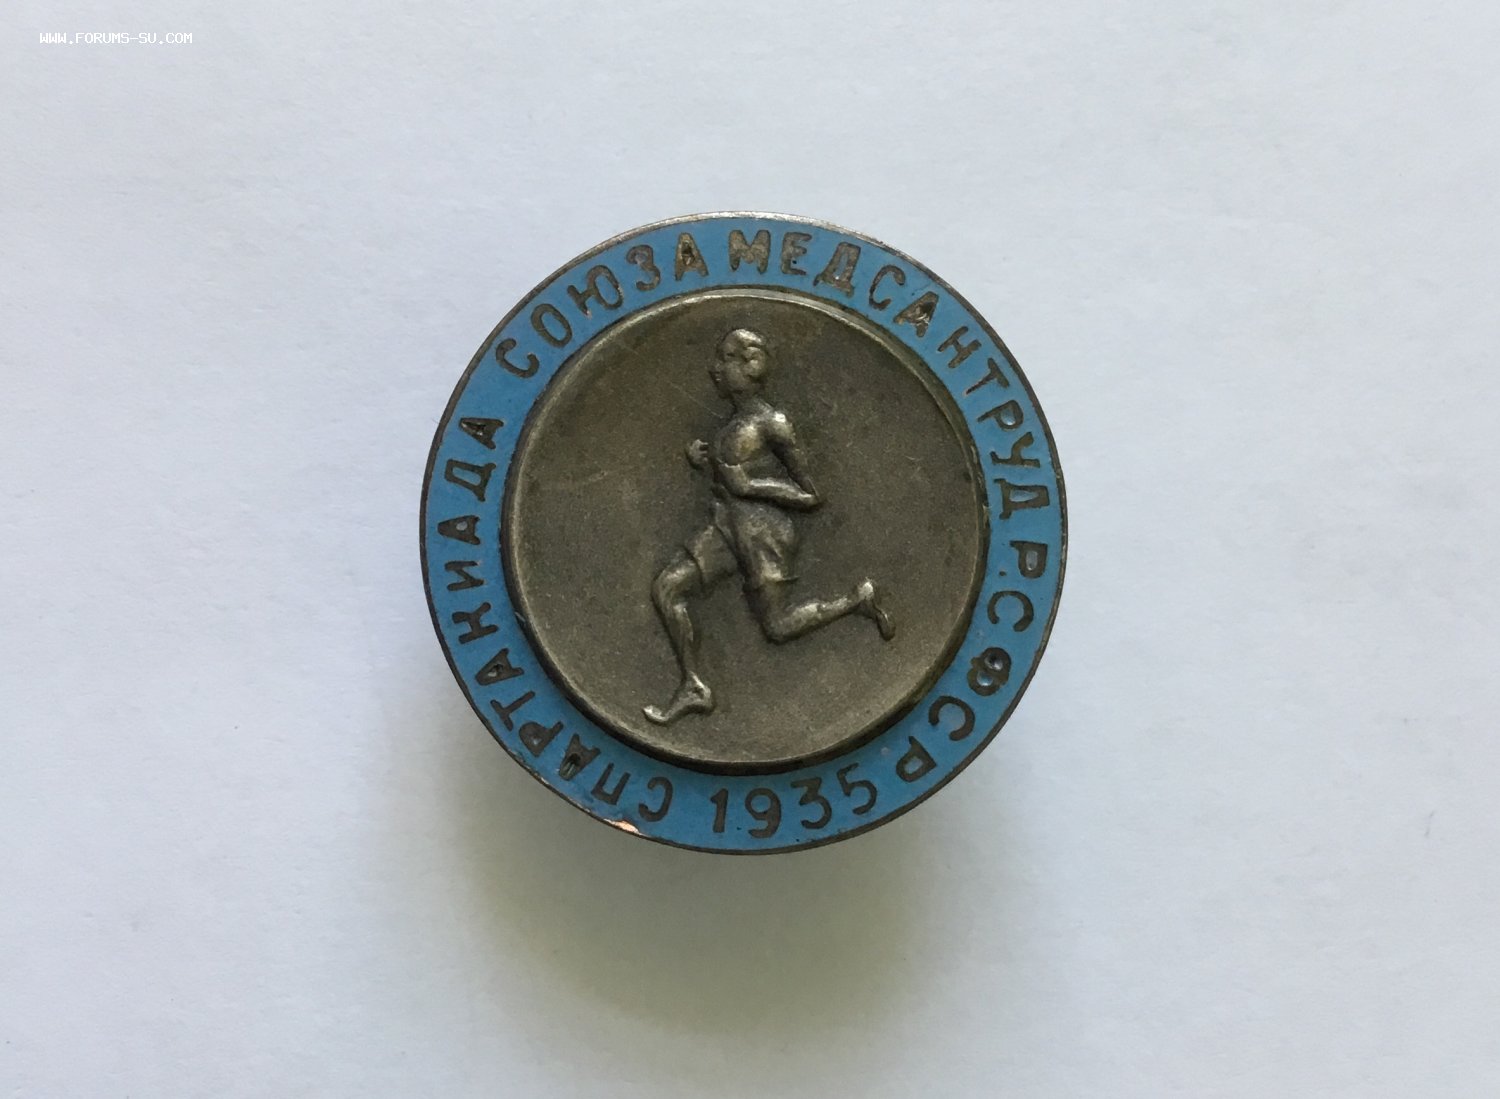 WWW.FORUMS-SU.COM
СПАРТАКИАДА СОЮЗА МЕДСАНТРУД Р.С.Ф.С.Р
1935